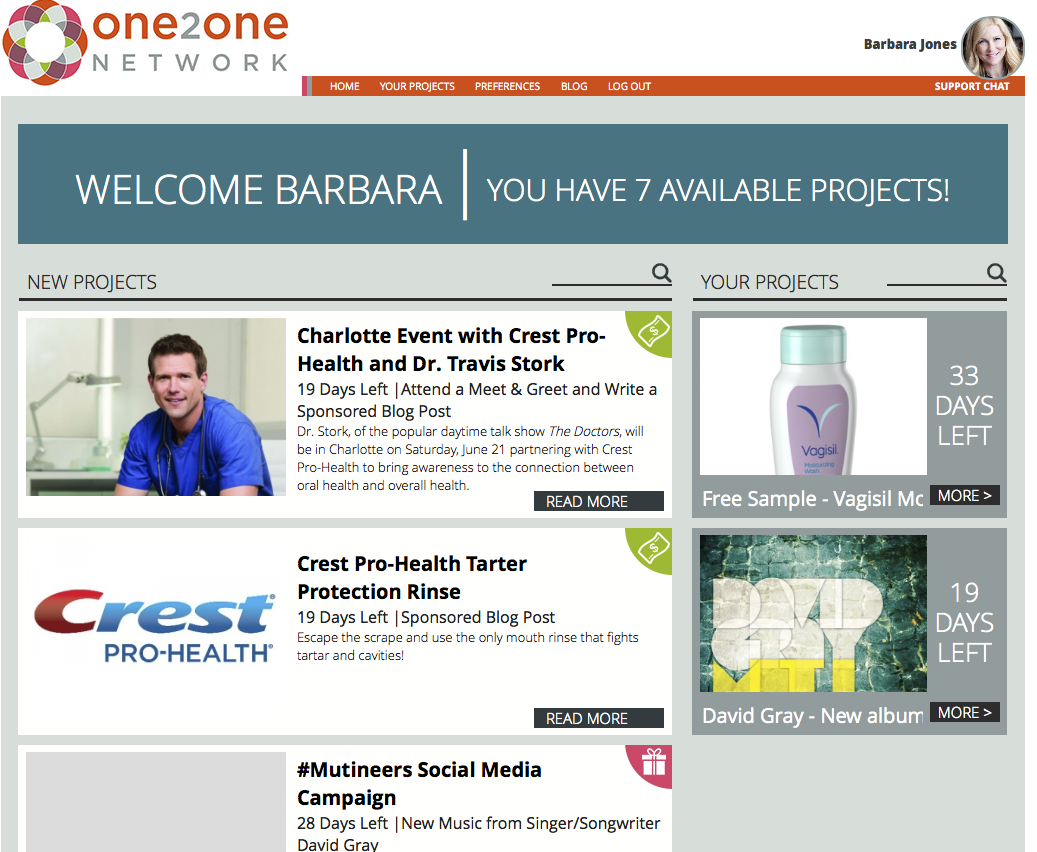 one2one
NETWORK
Barbara Jones
HOME YOUR PROJECTS PREFERENCES BLOG LOG OUT SUPPORT CHAT
WELCOME BARBARA YOU HAVE 7 AVAILABLE PROJECTS!
NEW PROJECTS
Charlotte Event with Crest Pro-
Health and Dr. Travis Stork
19 Days Left |Attend a Meet & Greet and Write a
Sponsored Blog Post
Dr. Stork, of the popular daytime talk show The Doctors, will
be in Charlotte on Saturday, June 21 partnering with Crest
Pro-Health to bring awareness to the connection between
oral health and overall health.
READ MORE
Crest
PRO-HEALTH
Crest Pro-Health Tarter
Protection Rinse
19 Days Left |Sponsored Blog Post
Escape the scrape and use the only mouth rinse that fights
tartar and cavities!
READ MORE
#Mutineers Social Media
Campaign
28 Days Left |New Music from Singer/Songwriter
David Gray
YOUR PROJECTS
Vagisil
Moisturizing
Wash
33
DAYS
LEFT
Free Sample - Vagisil Mo
MORE >
DAVID
GRAY
19
DAYS
LEFT
David Gray - New album
MORE >